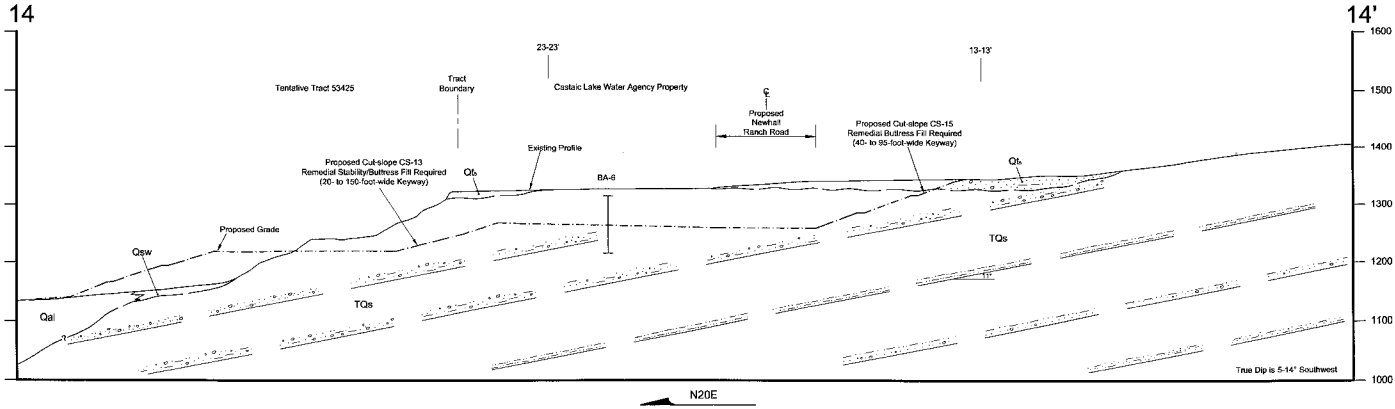 14
14'
1600
1500
1400
1300
1200
1100
1000
23-23'
13-13'
Tentative Tract 53425
Tract
Boundary
Castaic Lake Water Agency Property
℄
Proposed
Newhall
Ranch Road
Proposed Cut-slope CS-15
Remedial Buttress Fill Required
(40- to 95-foot-wide Keyway)
Existing Profile
Proposed Cut-slope CS-13
Remedial Stability/Buttress Fill Required
(20- to 150-foot-wide Keyway)
Qt₅
BA-6
Qt₅
Proposed Grade
Qsw
TQs
11°
TQs
Qal
True Dip is 5-14° Southwest
N20E